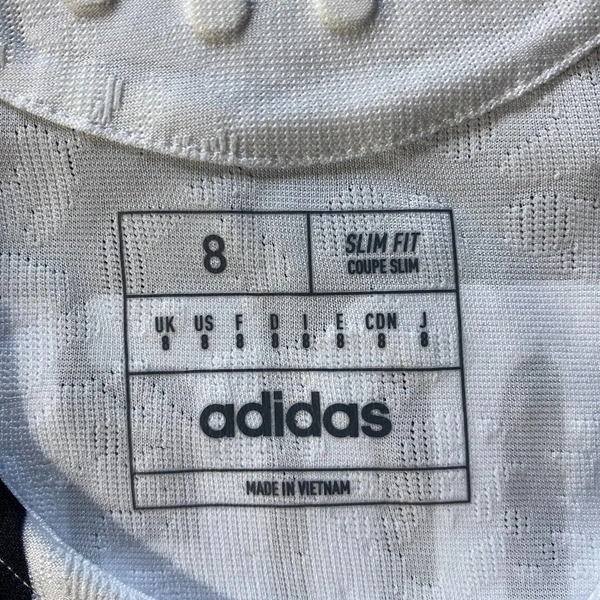 8
SLIM FIT
COUPE SLIM
UK US F D I E CDN J
8 8 8 8 8 8 8 8
adidas
MADE IN VIETNAM